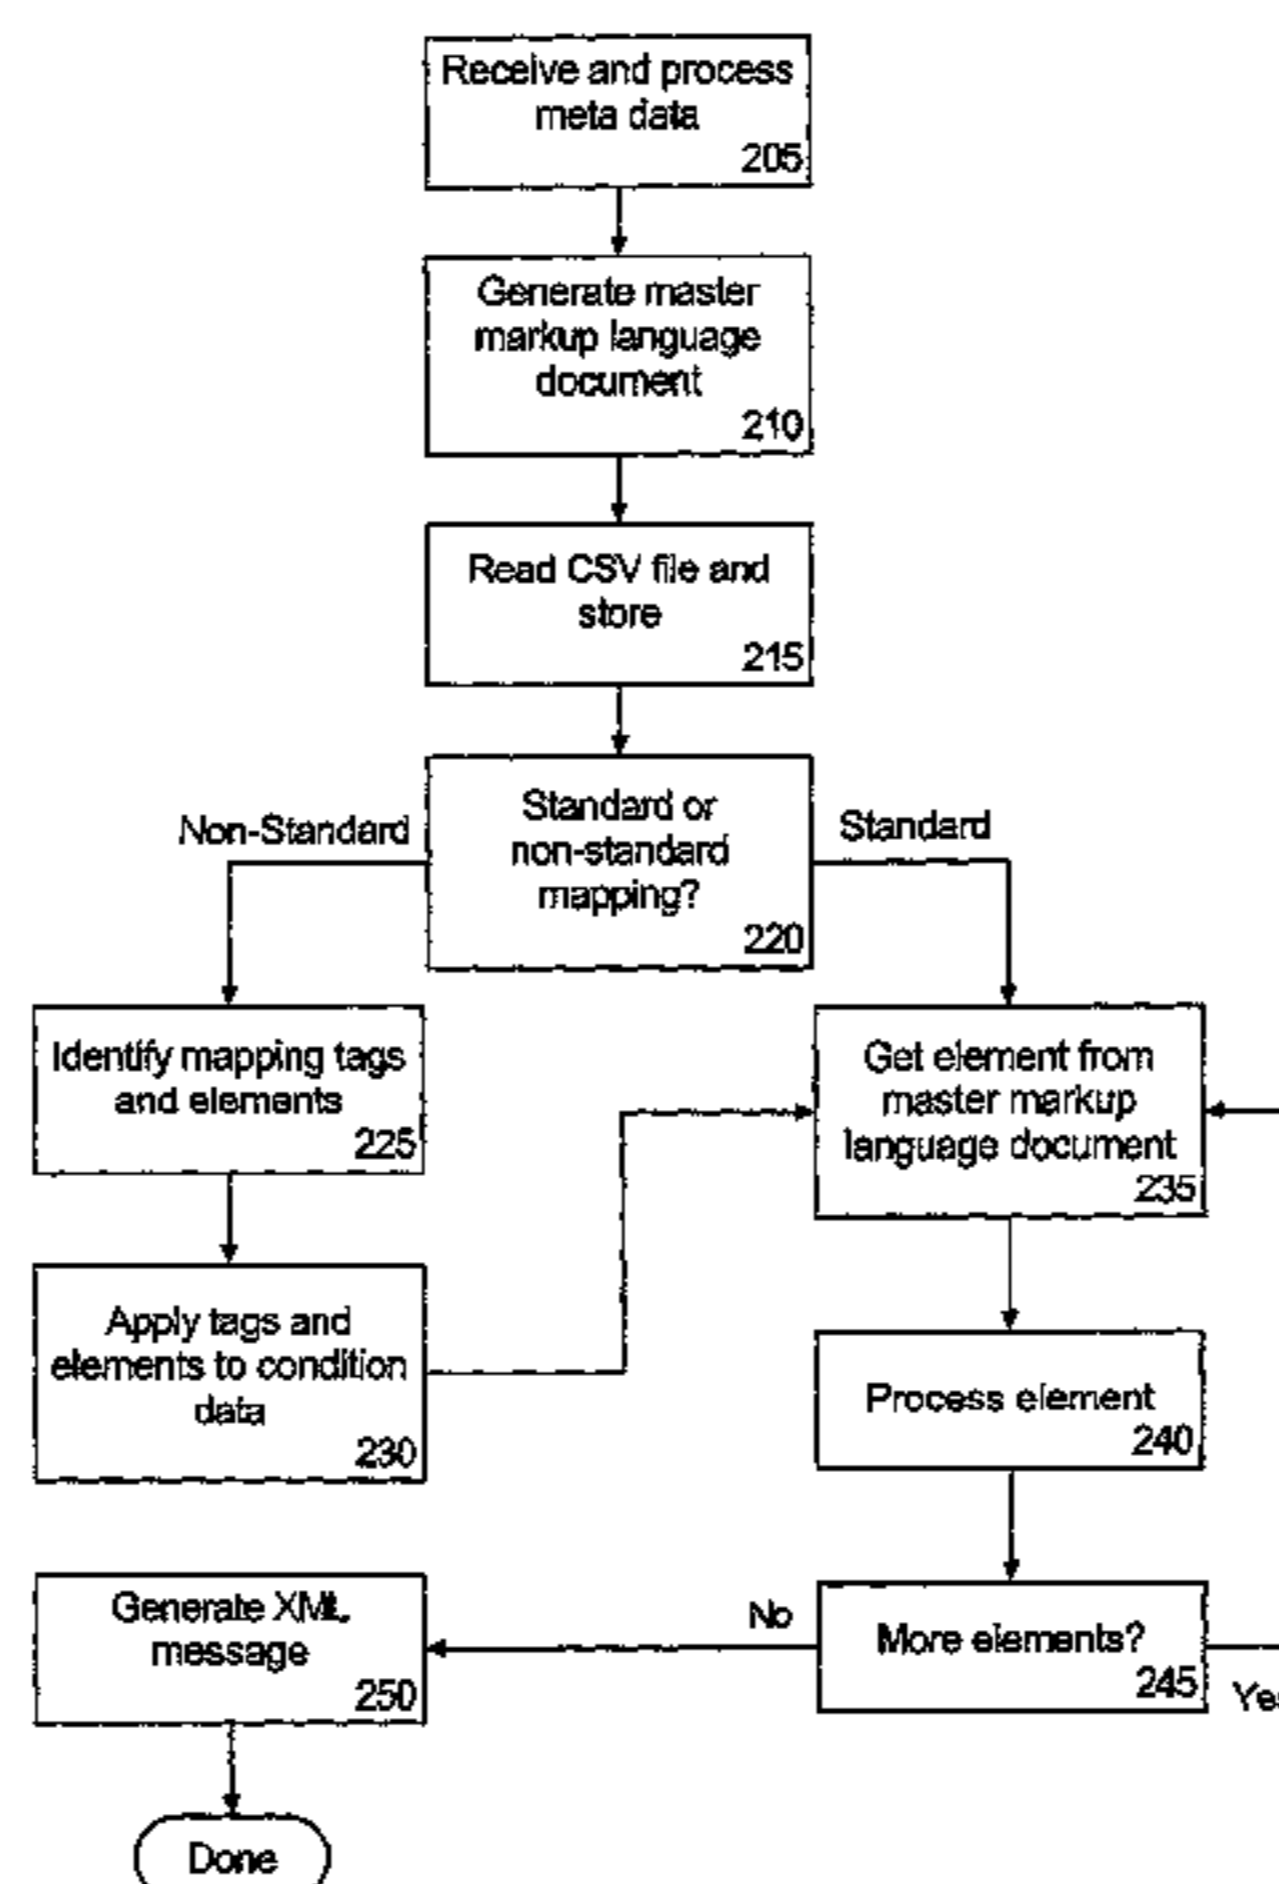 Receive and process
meta data
205
Generate master
markup language
document
210
Read CSV file and
store
215
Standard or
non-standard
mapping?
220
Non-Standard
Standard
Identify mapping tags
and elements
225
Get element from
master markup
language document
235
Apply tags and
elements to condition
data
230
Process element
240
Generate XML
message
250
No
More elements?
245
Yes
Done